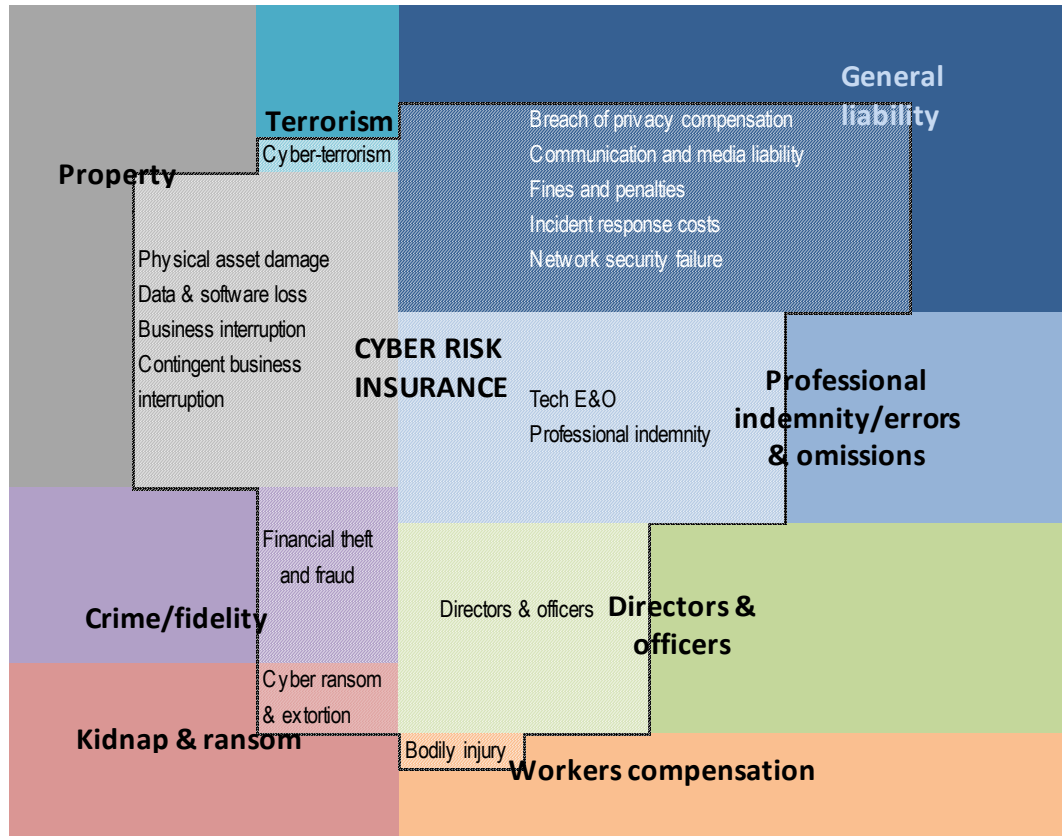 General
liability
Terrorism
Cyber-terrorism
Breach of privacy compensation
Communication and media liability
Fines and penalties
Incident response costs
Network security failure
Property
Physical asset damage
Data & software loss
Business interruption
Contingent business
interruption
CYBER RISK
INSURANCE
Tech E&O
Professional indemnity
Professional
indemnity/errors
& omissions
Financial theft
and fraud
Crime/fidelity
Directors & officers
Directors &
officers
Cyber ransom
& extortion
Kidnap & ransom
Bodily injury
Workers compensation